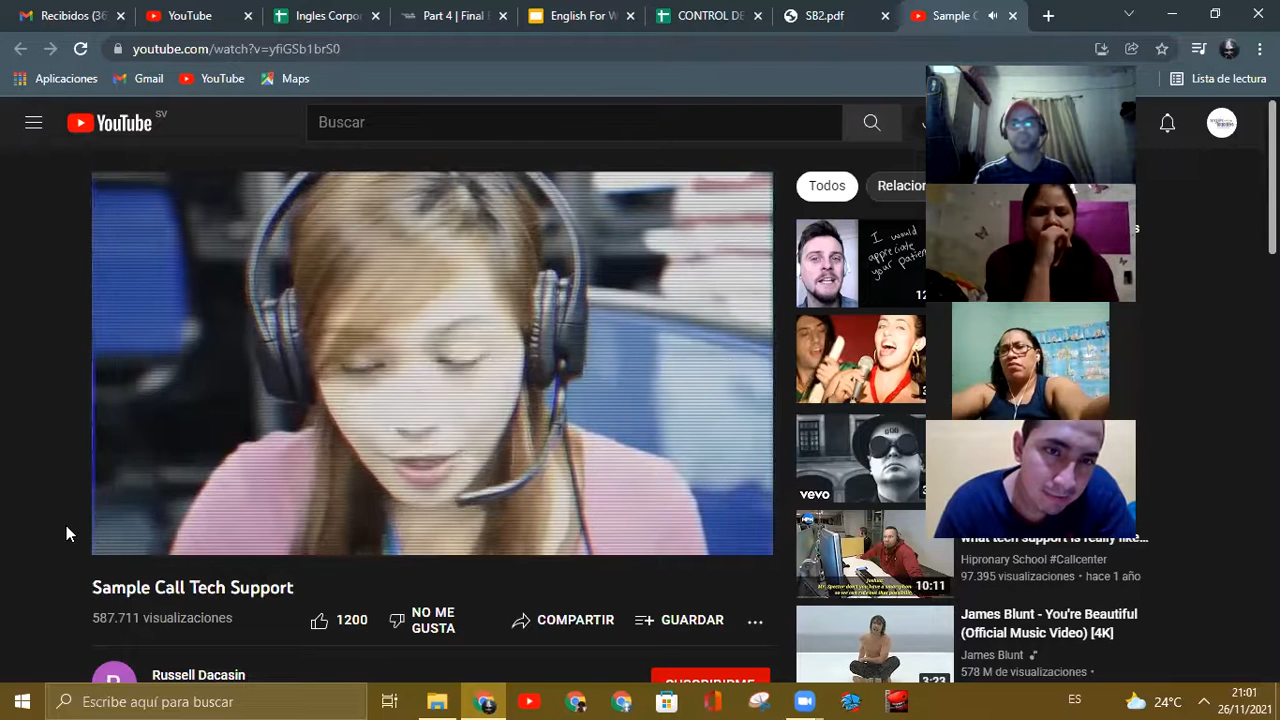 Recibidos (3
YouTube
Ingles Corpor
Part 4 | Final E
English For W
CONTROL DE
SB2.pdf
Sample C
youtube.com/watch?v=yfiGSb1brS0
Aplicaciones
Gmail
YouTube
Maps
Lista de lectura
YouTube SV
Buscar
Todos
Relacion
I would
appreciate
your patien
12
vevo
10:11
what tech support is really like...
Hipronary School #Callcenter
97.395 visualizaciones • hace 1 año
Sample Call Tech Support
587.711 visualizaciones
1200
NO ME
GUSTA
COMPARTIR
GUARDAR
James Blunt - You're Beautiful
(Official Music Video) [4K]
James Blunt
578 M de visualizaciones •
3:23
Russell Dacasin
SUSCRIBIRME
Escribe aquí para buscar
ES
24°C
21:01
26/11/2021